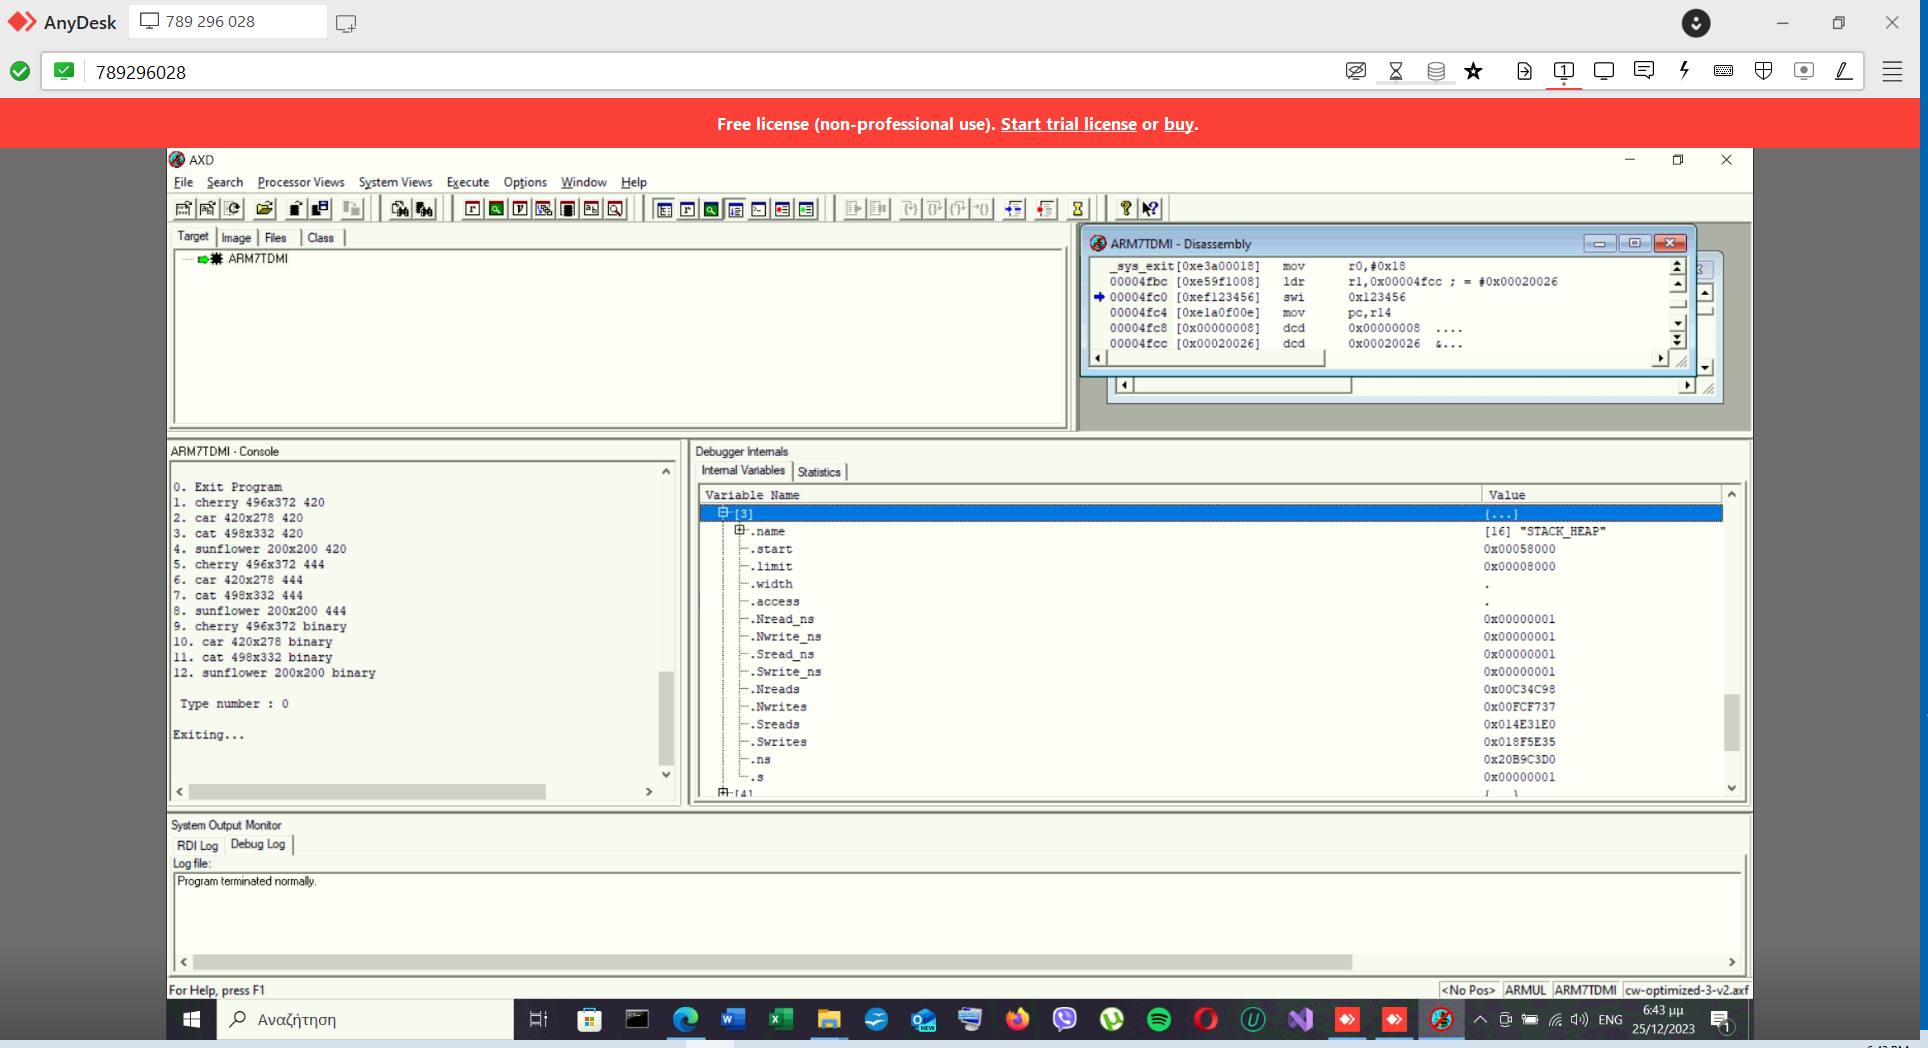 AnyDesk
789 296 028
789296028
1
Free license (non-professional use). Start trial license or buy.
AXD
File Search Processor Views System Views Execute Options Window Help
Target Image Files Class
ARM7TDMI
ARM7TDMI - Disassembly
_sys_exit [0xe3a00018] mov r0,#0x18
00004fbc [0xe59f1008] ldr r1,0x00004fcc ; = #0x00020026
00004fc0 [0xef123456] swi 0x123456
00004fc4 [0xe1a0f00e] mov pc,r14
00004fc8 [0x00000008] dcd 0x00000008 ....
00004fcc [0x00020026] dcd 0x00020026 &...
ARM7TDMI - Console
0. Exit Program
1. cherry 496x372 420
2. car 420x278 420
3. cat 498x332 420
4. sunflower 200x200 420
5. cherry 496x372 444
6. car 420x278 444
7. cat 498x332 444
8. sunflower 200x200 444
9. cherry 496x372 binary
10. car 420x278 binary
11. cat 498x332 binary
12. sunflower 200x200 binary
Type number : 0
Exiting...
Debugger Internals
Internal Variables Statistics
Variable Name Value
[3] {...}
.name [16] "STACK_HEAP"
.start 0x00058000
.limit 0x00008000
.width .
.access .
.Nread_ns 0x00000001
.Nwrite_ns 0x00000001
.Sread_ns 0x00000001
.Swrite_ns 0x00000001
.Nreads 0x00C34C98
.Nwrites 0x00FCF737
.Sreads 0x014E31E0
.Swrites 0x018F5E35
.ns 0x20B9C3D0
.s 0x00000001
[4]
System Output Monitor
RDI Log Debug Log
Log file:
Program terminated normally.
For Help, press F1
<No Pos> ARMUL ARM7TDMI cw-optimized-3-v2.axf
Αναζήτηση
ENG
6:43 μμ
25/12/2023
1